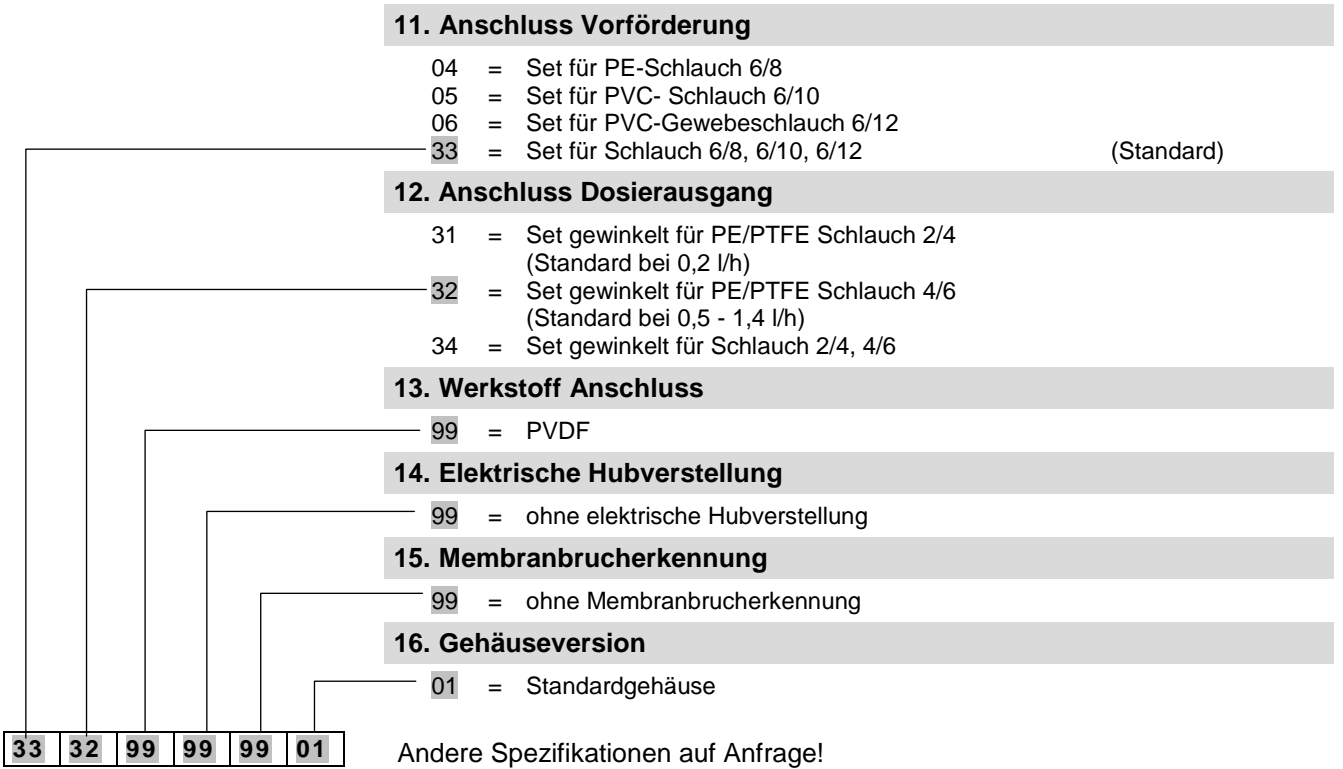 11. Anschluss Vorförderung
04 = Set für PE-Schlauch 6/8
05 = Set für PVC- Schlauch 6/10
06 = Set für PVC-Gewebeschlauch 6/12
33 = Set für Schlauch 6/8, 6/10, 6/12 (Standard)
12. Anschluss Dosierausgang
31 = Set gewinkelt für PE/PTFE Schlauch 2/4
(Standard bei 0,2 l/h)
32 = Set gewinkelt für PE/PTFE Schlauch 4/6
(Standard bei 0,5 - 1,4 l/h)
34 = Set gewinkelt für Schlauch 2/4, 4/6
13. Werkstoff Anschluss
99 = PVDF
14. Elektrische Hubverstellung
99 = ohne elektrische Hubverstellung
15. Membranbrucherkennung
99 = ohne Membranbrucherkennung
16. Gehäuseversion
01 = Standardgehäuse
33 32 99 99 99 01 Andere Spezifikationen auf Anfrage!